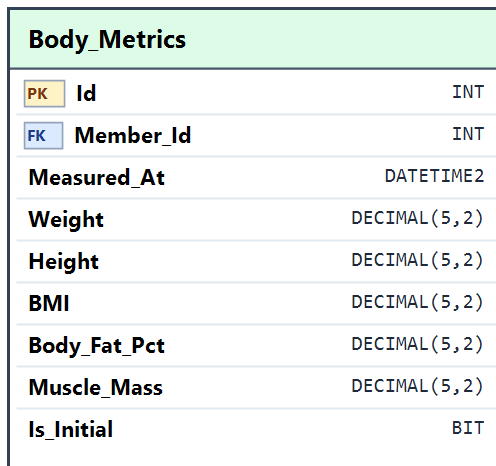 Body_Metrics
PK Id INT
FK Member_Id INT
Measured_At DATETIME2
Weight DECIMAL(5,2)
Height DECIMAL(5,2)
BMI DECIMAL(5,2)
Body_Fat_Pct DECIMAL(5,2)
Muscle_Mass DECIMAL(5,2)
Is_Initial BIT